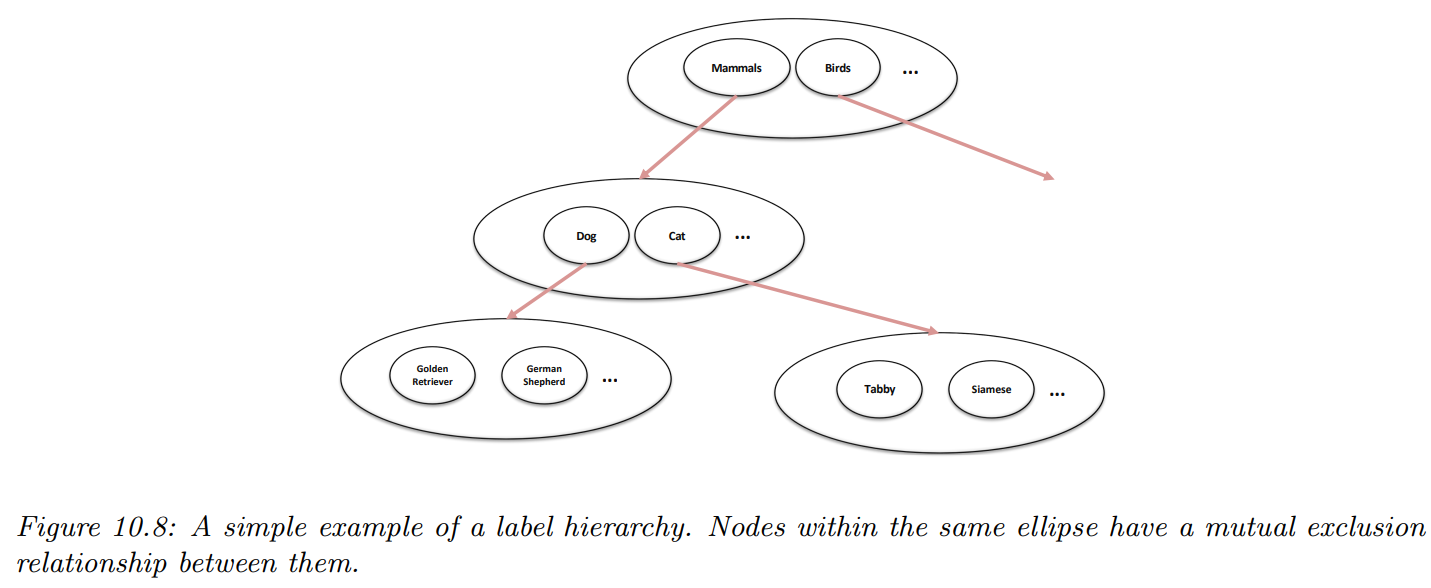 Mammals Birds ...
Dog Cat ...
Golden
Retriever
German
Shepherd
...
Tabby Siamese ...
Figure 10.8: A simple example of a label hierarchy. Nodes within the same ellipse have a mutual exclusion
relationship between them.